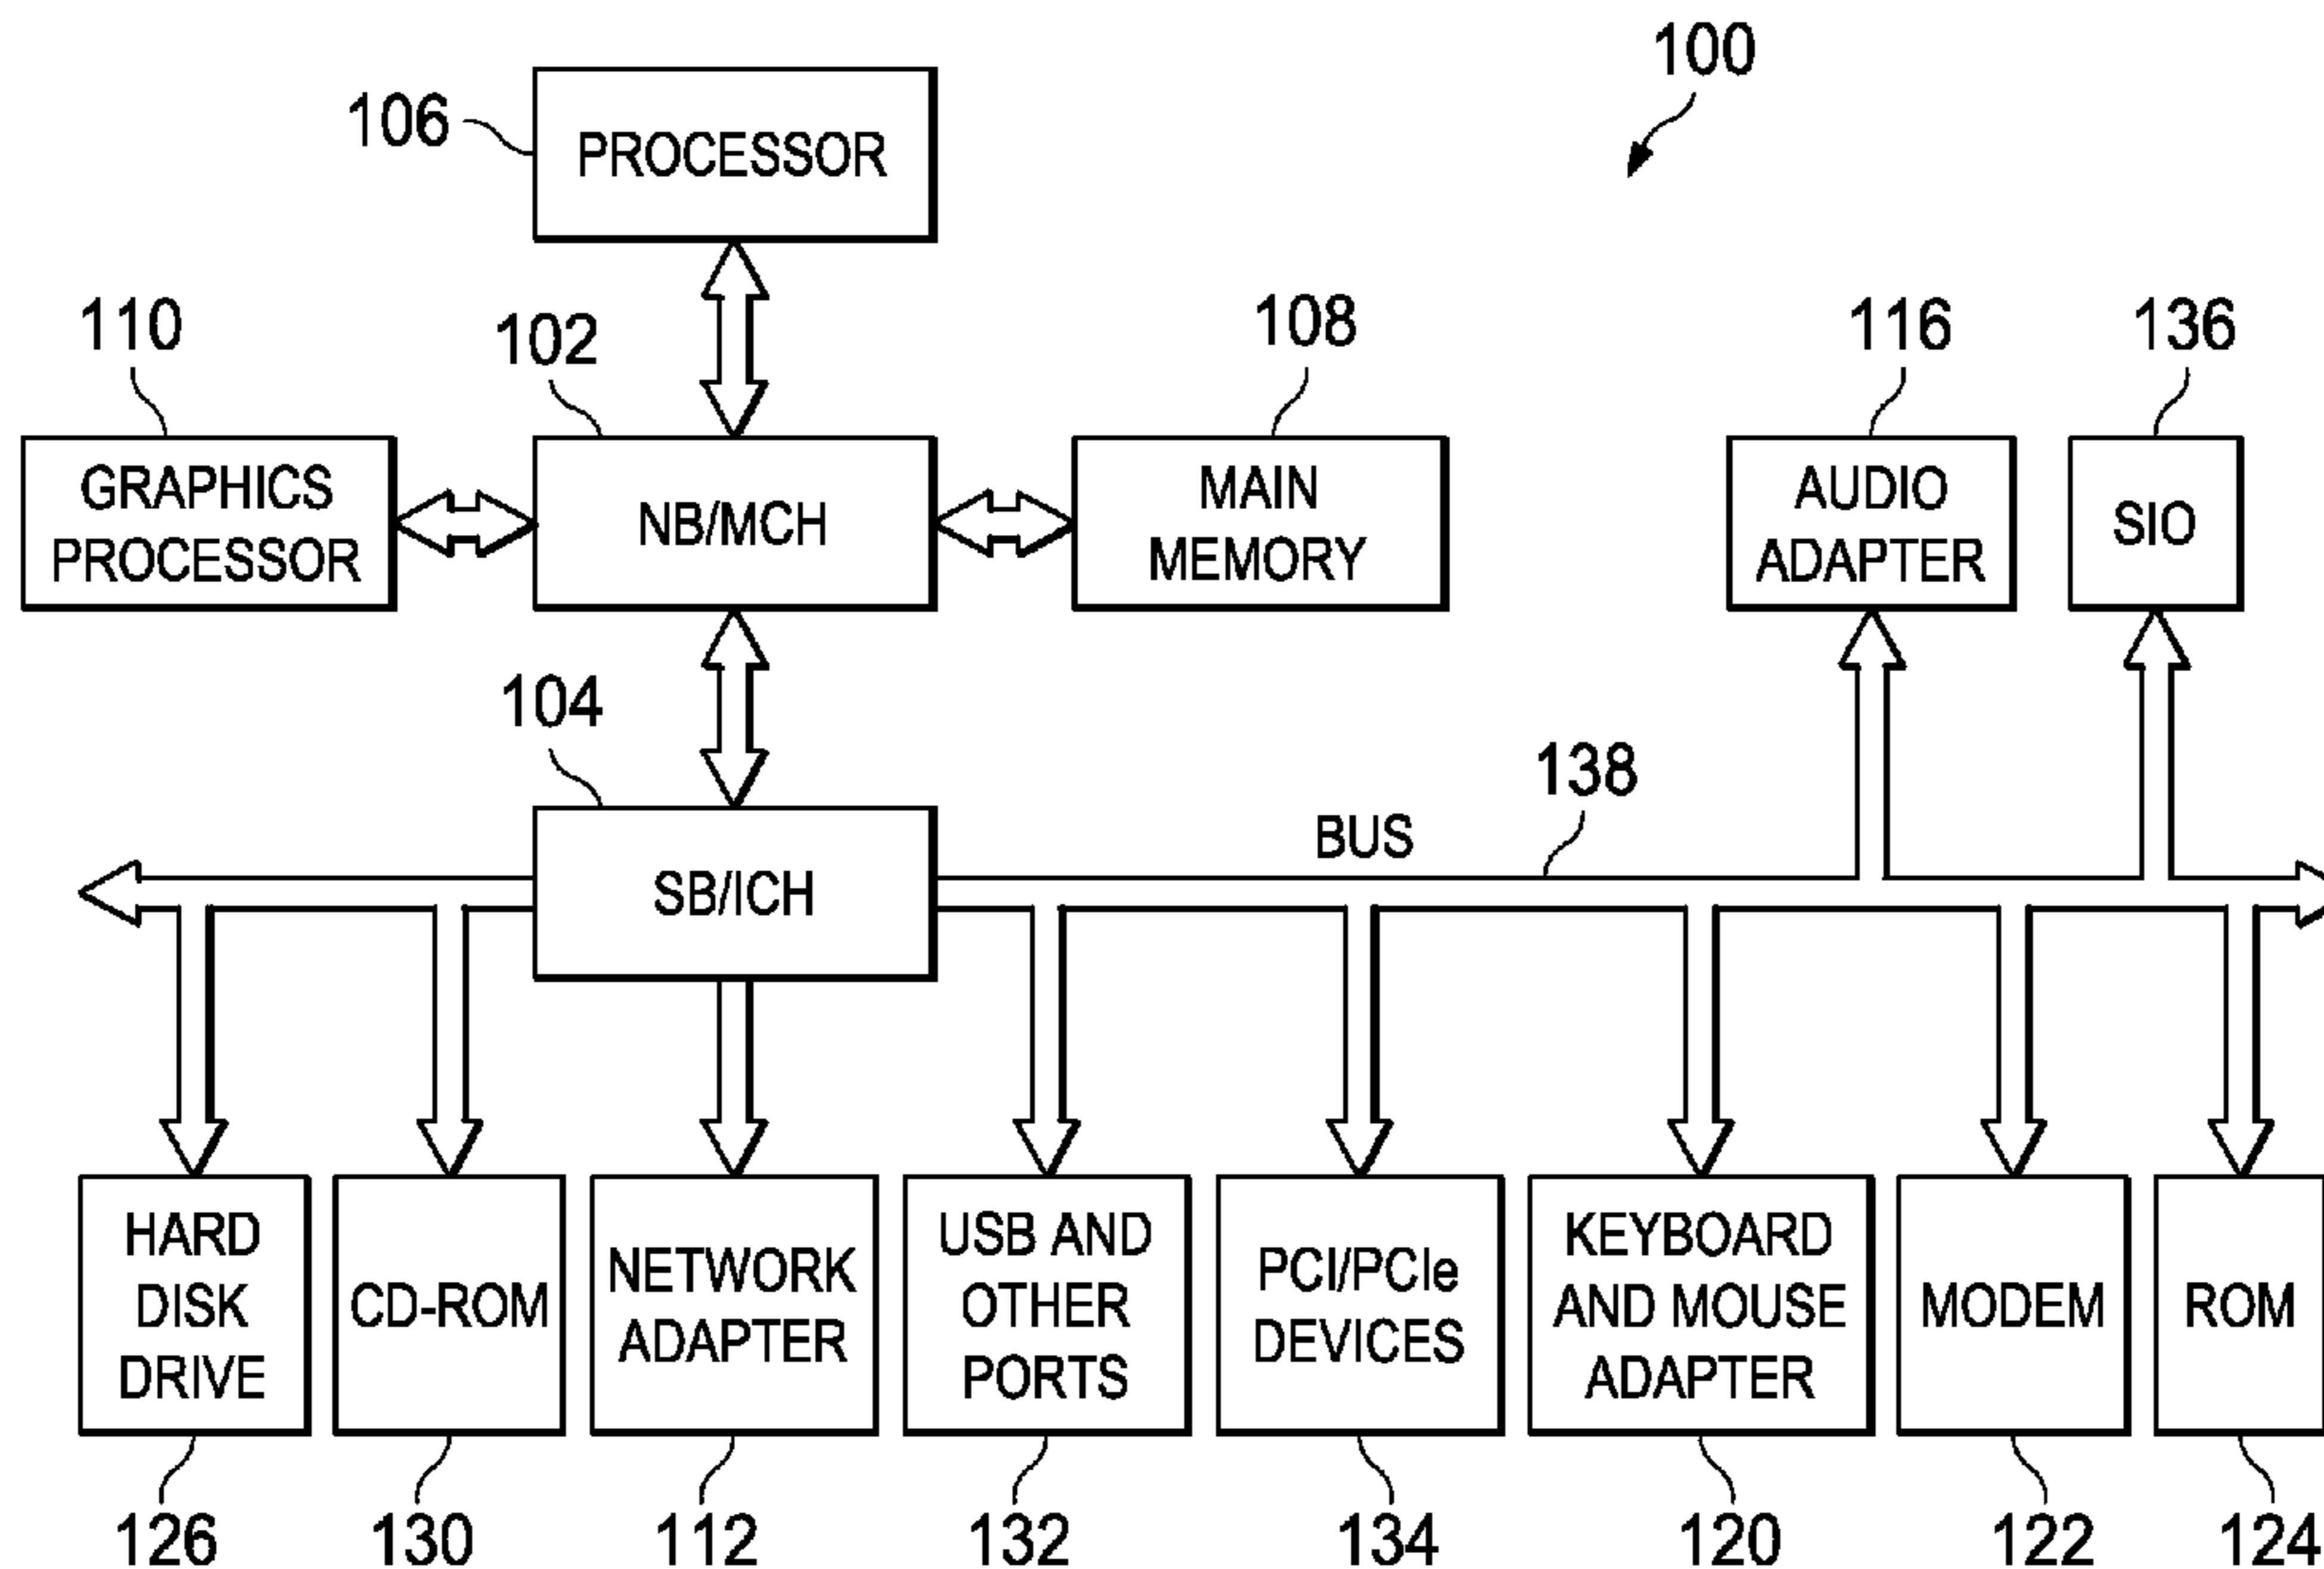 100
106
PROCESSOR
110
102
108
116
136
GRAPHICS
PROCESSOR
NB/MCH
MAIN
MEMORY
AUDIO
ADAPTER
SIO
104
138
BUS
SB/ICH
HARD
DISK
DRIVE
CD-ROM
NETWORK
ADAPTER
USB AND
OTHER
PORTS
PCI/PCIe
DEVICES
KEYBOARD
AND MOUSE
ADAPTER
MODEM
ROM
126
130
112
132
134
120
122
124